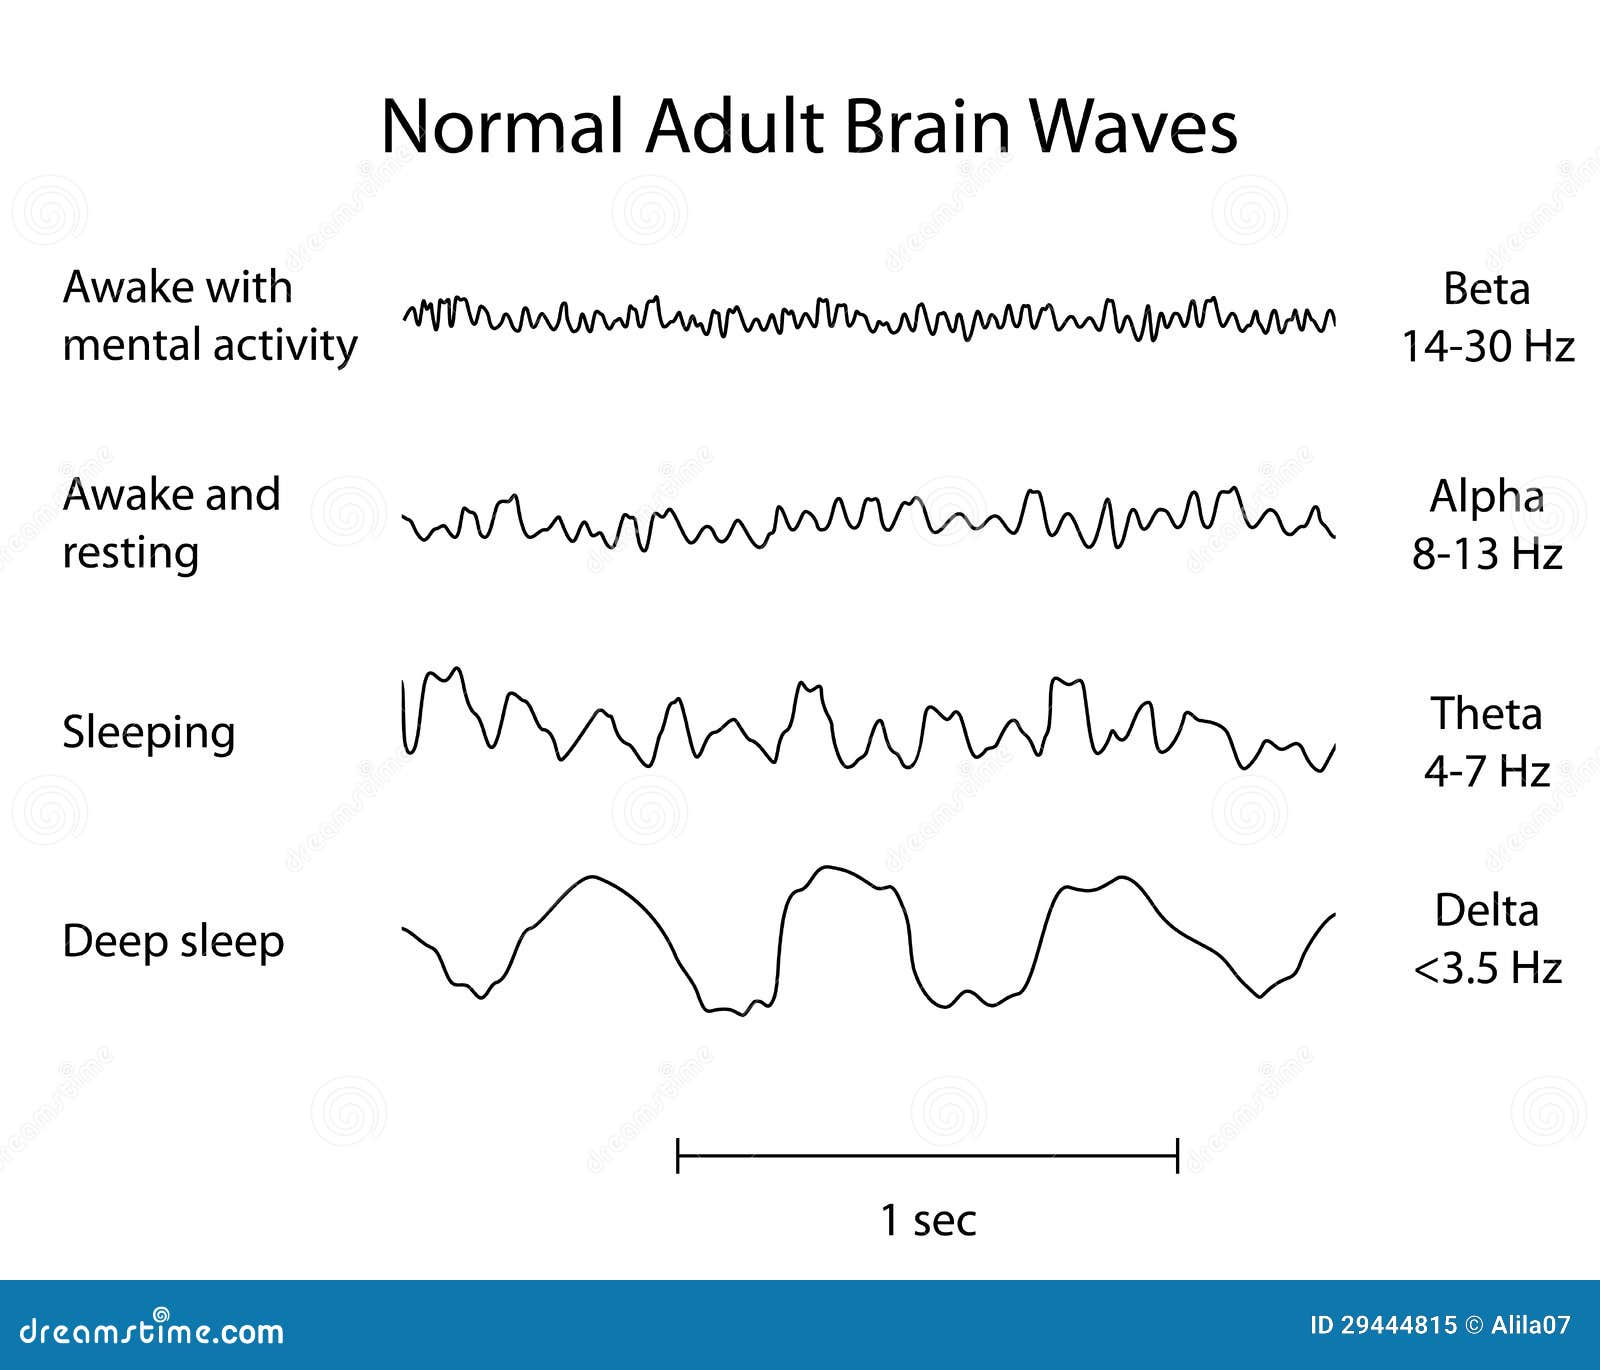 Normal Adult Brain Waves
Awake with
mental activity
Beta
14-30 Hz
Awake and
resting
Alpha
8-13 Hz
Sleeping
Theta
4-7 Hz
Deep sleep
Delta
<3.5 Hz
1 sec
dreamstime.com
ID 29444815 © Alila07
dreamstime